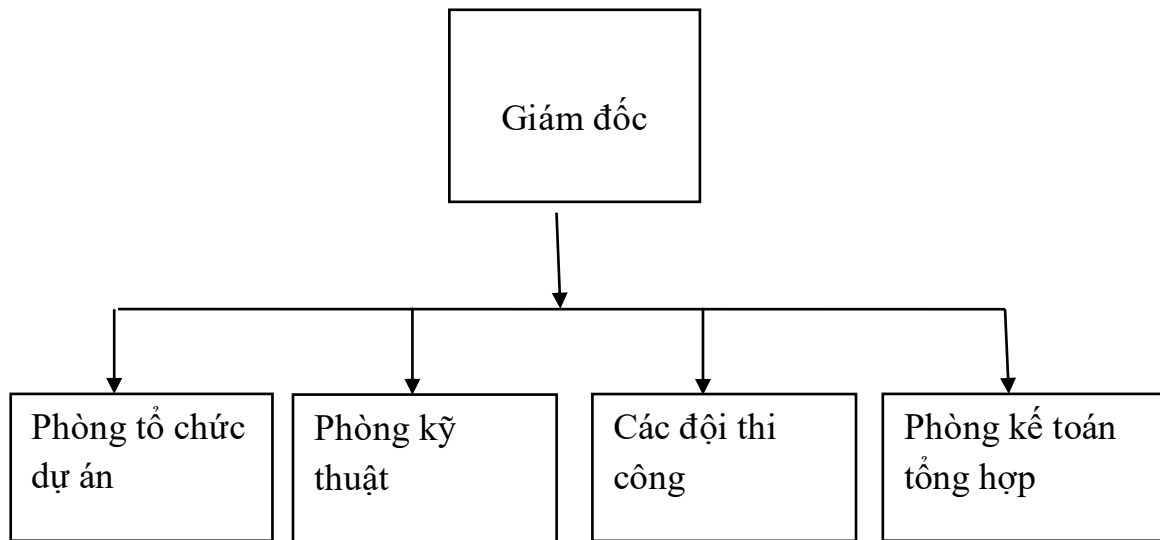 Giám đốc
Phòng tổ chức
dự án
Phòng kỹ
thuật
Các đội thi
công
Phòng kế toán
tổng hợp